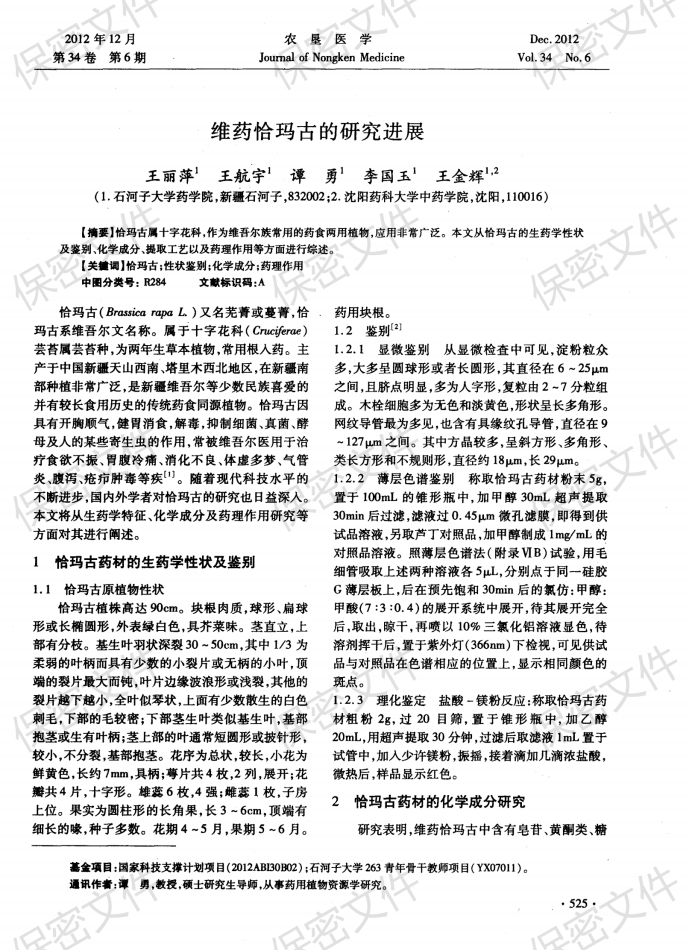 2012 年 12 月
第 34 卷 第 6 期
农 垦 医 学
Journal of Nongken Medicine
Dec. 2012
Vol. 34 No. 6
维药恰玛古的研究进展
王丽萍¹ 王航宇¹ 谭 勇¹ 李国玉¹ 王金辉¹,²
(1. 石河子大学药学院,新疆石河子,832002;2. 沈阳药科大学中药学院,沈阳,110016)
【摘要】恰玛古属十字花科,作为维吾尔族常用的药食两用植物,应用非常广泛。本文从恰玛古的生药学性状
及鉴别、化学成分、提取工艺以及药理作用等方面进行综述。
【关键词】恰玛古;性状鉴别;化学成分;药理作用
中图分类号: R284 文献标识码:A
恰玛古(Brassica rapa L.)又名芜菁或蔓菁,恰
玛古系维吾尔文名称。属于十字花科(Cruciferae)
芸苔属芸苔种,为两年生草本植物,常用根入药。主
产于中国新疆天山西南、塔里木西北地区,在新疆南
部种植非常广泛,是新疆维吾尔等少数民族喜爱的
并有较长食用历史的传统药食同源植物。恰玛古因
具有开胸顺气,健胃消食,解毒,抑制细菌、真菌、酵
母及人的某些寄生虫的作用,常被维吾尔医用于治
疗食欲不振、胃腹冷痛、消化不良、体虚多梦、气管
炎、腹泻、疮疖肿毒等疾[1]。随着现代科技水平的
不断进步,国内外学者对恰玛古的研究也日益深入。
本文将从生药学特征、化学成分及药理作用研究等
方面对其进行阐述。
1 恰玛古药材的生药学性状及鉴别
1.1 恰玛古原植物性状
恰玛古植株高达 90cm。块根肉质,球形、扁球
形或长椭圆形,外表绿白色,具芥菜味。茎直立,上
部有分枝。基生叶羽状深裂 30 ~ 50cm,其中 1/3 为
柔弱的叶柄而具有少数的小裂片或无柄的小叶,顶
端的裂片最大而钝,叶片边缘波浪形或浅裂,其他的
裂片越下越小,全叶似琴状,上面有少数散生的白色
刺毛,下部的毛较密;下部茎生叶类似基生叶,基部
抱茎或生有叶柄;茎上部的叶通常短圆形或披针形,
较小,不分裂,基部抱茎。花序为总状,较长,小花为
鲜黄色,长约 7mm,具柄;萼片共 4 枚,2 列,展开;花
瓣共 4 片,十字形。雄蕊 6 枚,4 强;雌蕊 1 枚,子房
上位。果实为圆柱形的长角果,长 3 ~ 6cm,顶端有
细长的喙,种子多数。花期 4 ~ 5 月,果期 5 ~ 6 月。
药用块根。
1.2 鉴别[2]
1.2.1 显微鉴别 从显微检查中可见,淀粉粒众
多,大多呈圆球形或者长圆形,其直径在 6 ~ 25μm
之间,且脐点明显,多为人字形,复粒由 2 ~ 7 分粒组
成。木栓细胞多为无色和淡黄色,形状呈长多角形。
网纹导管最为多见,也含有具缘纹孔导管,直径在 9
~ 127μm 之间。其中方晶较多,呈斜方形、多角形、
类长方形和不规则形,直径约 18μm,长 29μm。
1.2.2 薄层色谱鉴别 称取恰玛古药材粉末 5g,
置于 100mL 的锥形瓶中,加甲醇 30mL 超声提取
30min 后过滤,滤液过 0.45μm 微孔滤膜,即得到供
试品溶液,另取芦丁对照品,加甲醇制成 1mg/mL 的
对照品溶液。照薄层色谱法(附录ⅥB)试验,用毛
细管吸取上述两种溶液各 5μL,分别点于同一硅胶
G 薄层板上,后在预先饱和 30min 后的氯仿:甲醇:
甲酸(7:3:0.4)的展开系统中展开,待其展开完全
后,取出,晾干,再喷以 10% 三氯化铝溶液显色,待
溶剂挥干后,置于紫外灯(366nm)下检视,可见供试
品与对照品在色谱相应的位置上,显示相同颜色的
斑点。
1.2.3 理化鉴定 盐酸－镁粉反应:称取恰玛古药
材粗粉 2g,过 20 目筛,置于锥形瓶中,加乙醇
20mL,用超声提取 30 分钟,过滤后取滤液 1mL 置于
试管中,加入少许镁粉,振摇,接着滴加几滴浓盐酸,
微热后,样品显示红色。
2 恰玛古药材的化学成分研究
研究表明,维药恰玛古中含有皂苷、黄酮类、糖
基金项目:国家科技支撑计划项目(2012ABI30B02);石河子大学 263 青年骨干教师项目(YX07011)。
通讯作者:谭 勇,教授,硕士研究生导师,从事药用植物资源学研究。
· 525 ·
保密文件